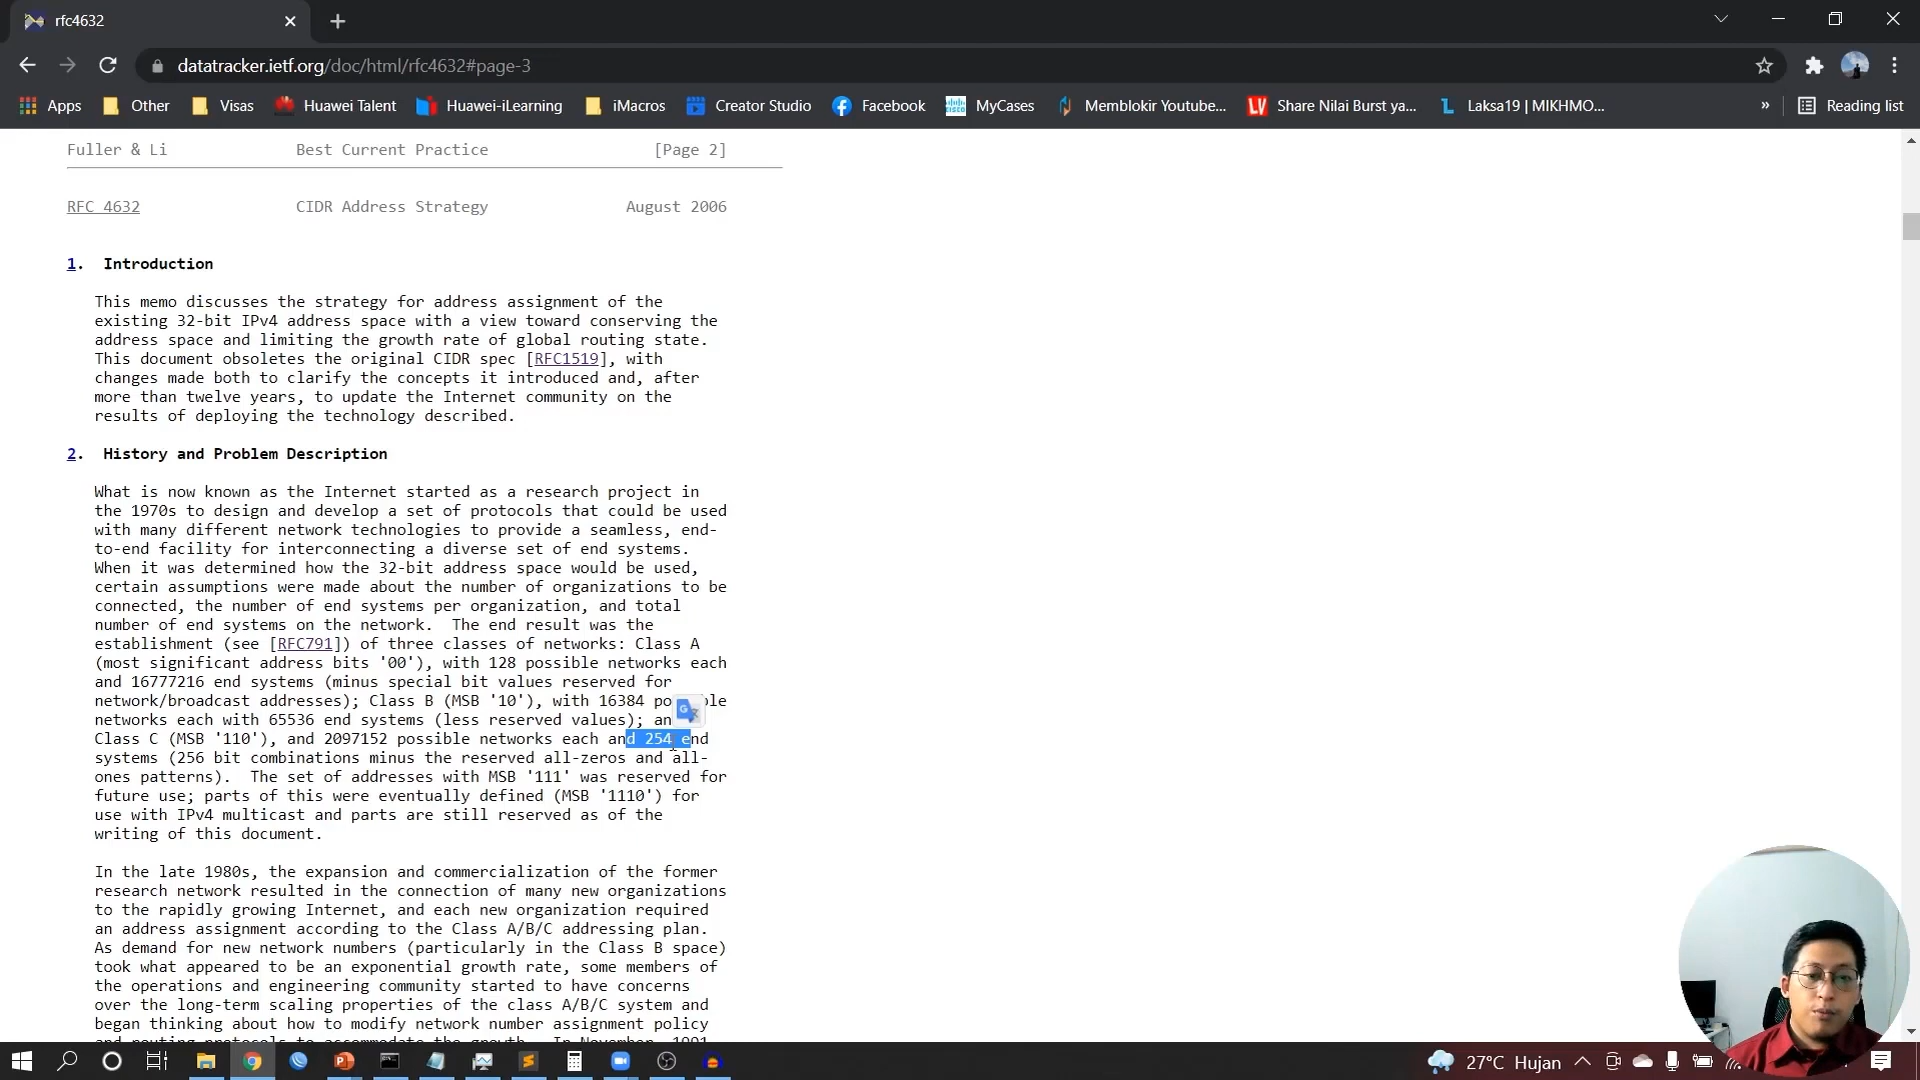 rfc4632
datatracker.ietf.org/doc/html/rfc4632#page-3
Apps Other Visas Huawei Talent Huawei-iLearning iMacros Creator Studio Facebook MyCases Memblokir Youtube... Share Nilai Burst ya... Laksa19 | MIKHMO... » Reading list
Fuller & Li Best Current Practice [Page 2]
RFC 4632 CIDR Address Strategy August 2006
1. Introduction
This memo discusses the strategy for address assignment of the
existing 32-bit IPv4 address space with a view toward conserving the
address space and limiting the growth rate of global routing state.
This document obsoletes the original CIDR spec [RFC1519], with
changes made both to clarify the concepts it introduced and, after
more than twelve years, to update the Internet community on the
results of deploying the technology described.
2. History and Problem Description
What is now known as the Internet started as a research project in
the 1970s to design and develop a set of protocols that could be used
with many different network technologies to provide a seamless, end-
to-end facility for interconnecting a diverse set of end systems.
When it was determined how the 32-bit address space would be used,
certain assumptions were made about the number of organizations to be
connected, the number of end systems per organization, and total
number of end systems on the network. The end result was the
establishment (see [RFC791]) of three classes of networks: Class A
(most significant address bits '00'), with 128 possible networks each
and 16777216 end systems (minus special bit values reserved for
network/broadcast addresses); Class B (MSB '10'), with 16384
networks each with 65536 end systems (less reserved values);
Class C (MSB '110'), and 2097152 possible networks each and 254 end
systems (256 bit combinations minus the reserved all-zeros and all-
ones patterns). The set of addresses with MSB '111' was reserved for
future use; parts of this were eventually defined (MSB '1110') for
use with IPv4 multicast and parts are still reserved as of the
writing of this document.
In the late 1980s, the expansion and commercialization of the former
research network resulted in the connection of many new organizations
to the rapidly growing Internet, and each new organization required
an address assignment according to the Class A/B/C addressing plan.
As demand for new network numbers (particularly in the Class B space)
took what appeared to be an exponential growth rate, some members of
the operations and engineering community started to have concerns
over the long-term scaling properties of the class A/B/C system and
began thinking about how to modify network number assignment policy
27°C Hujan